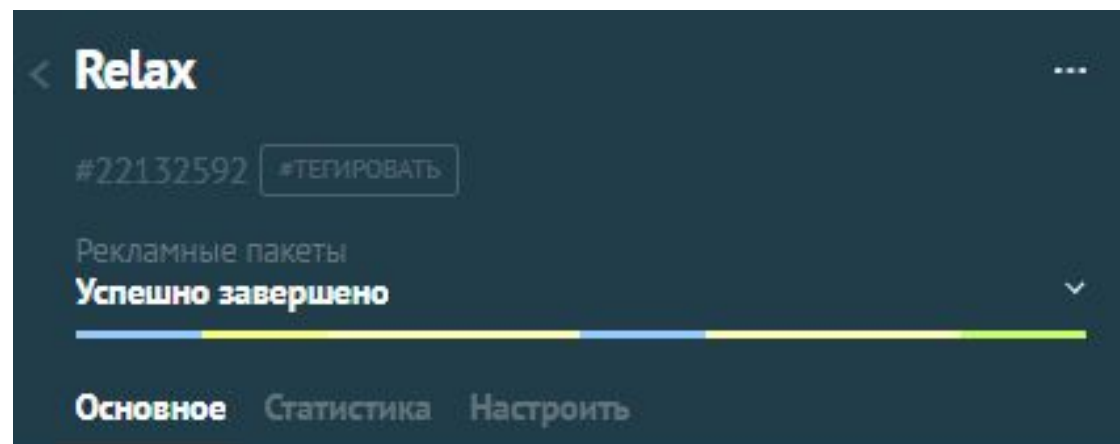 Relax
#22132592 #ТЕГИРОВАТЬ
Рекламные пакеты
Успешно завершено
Основное Статистика Настроить